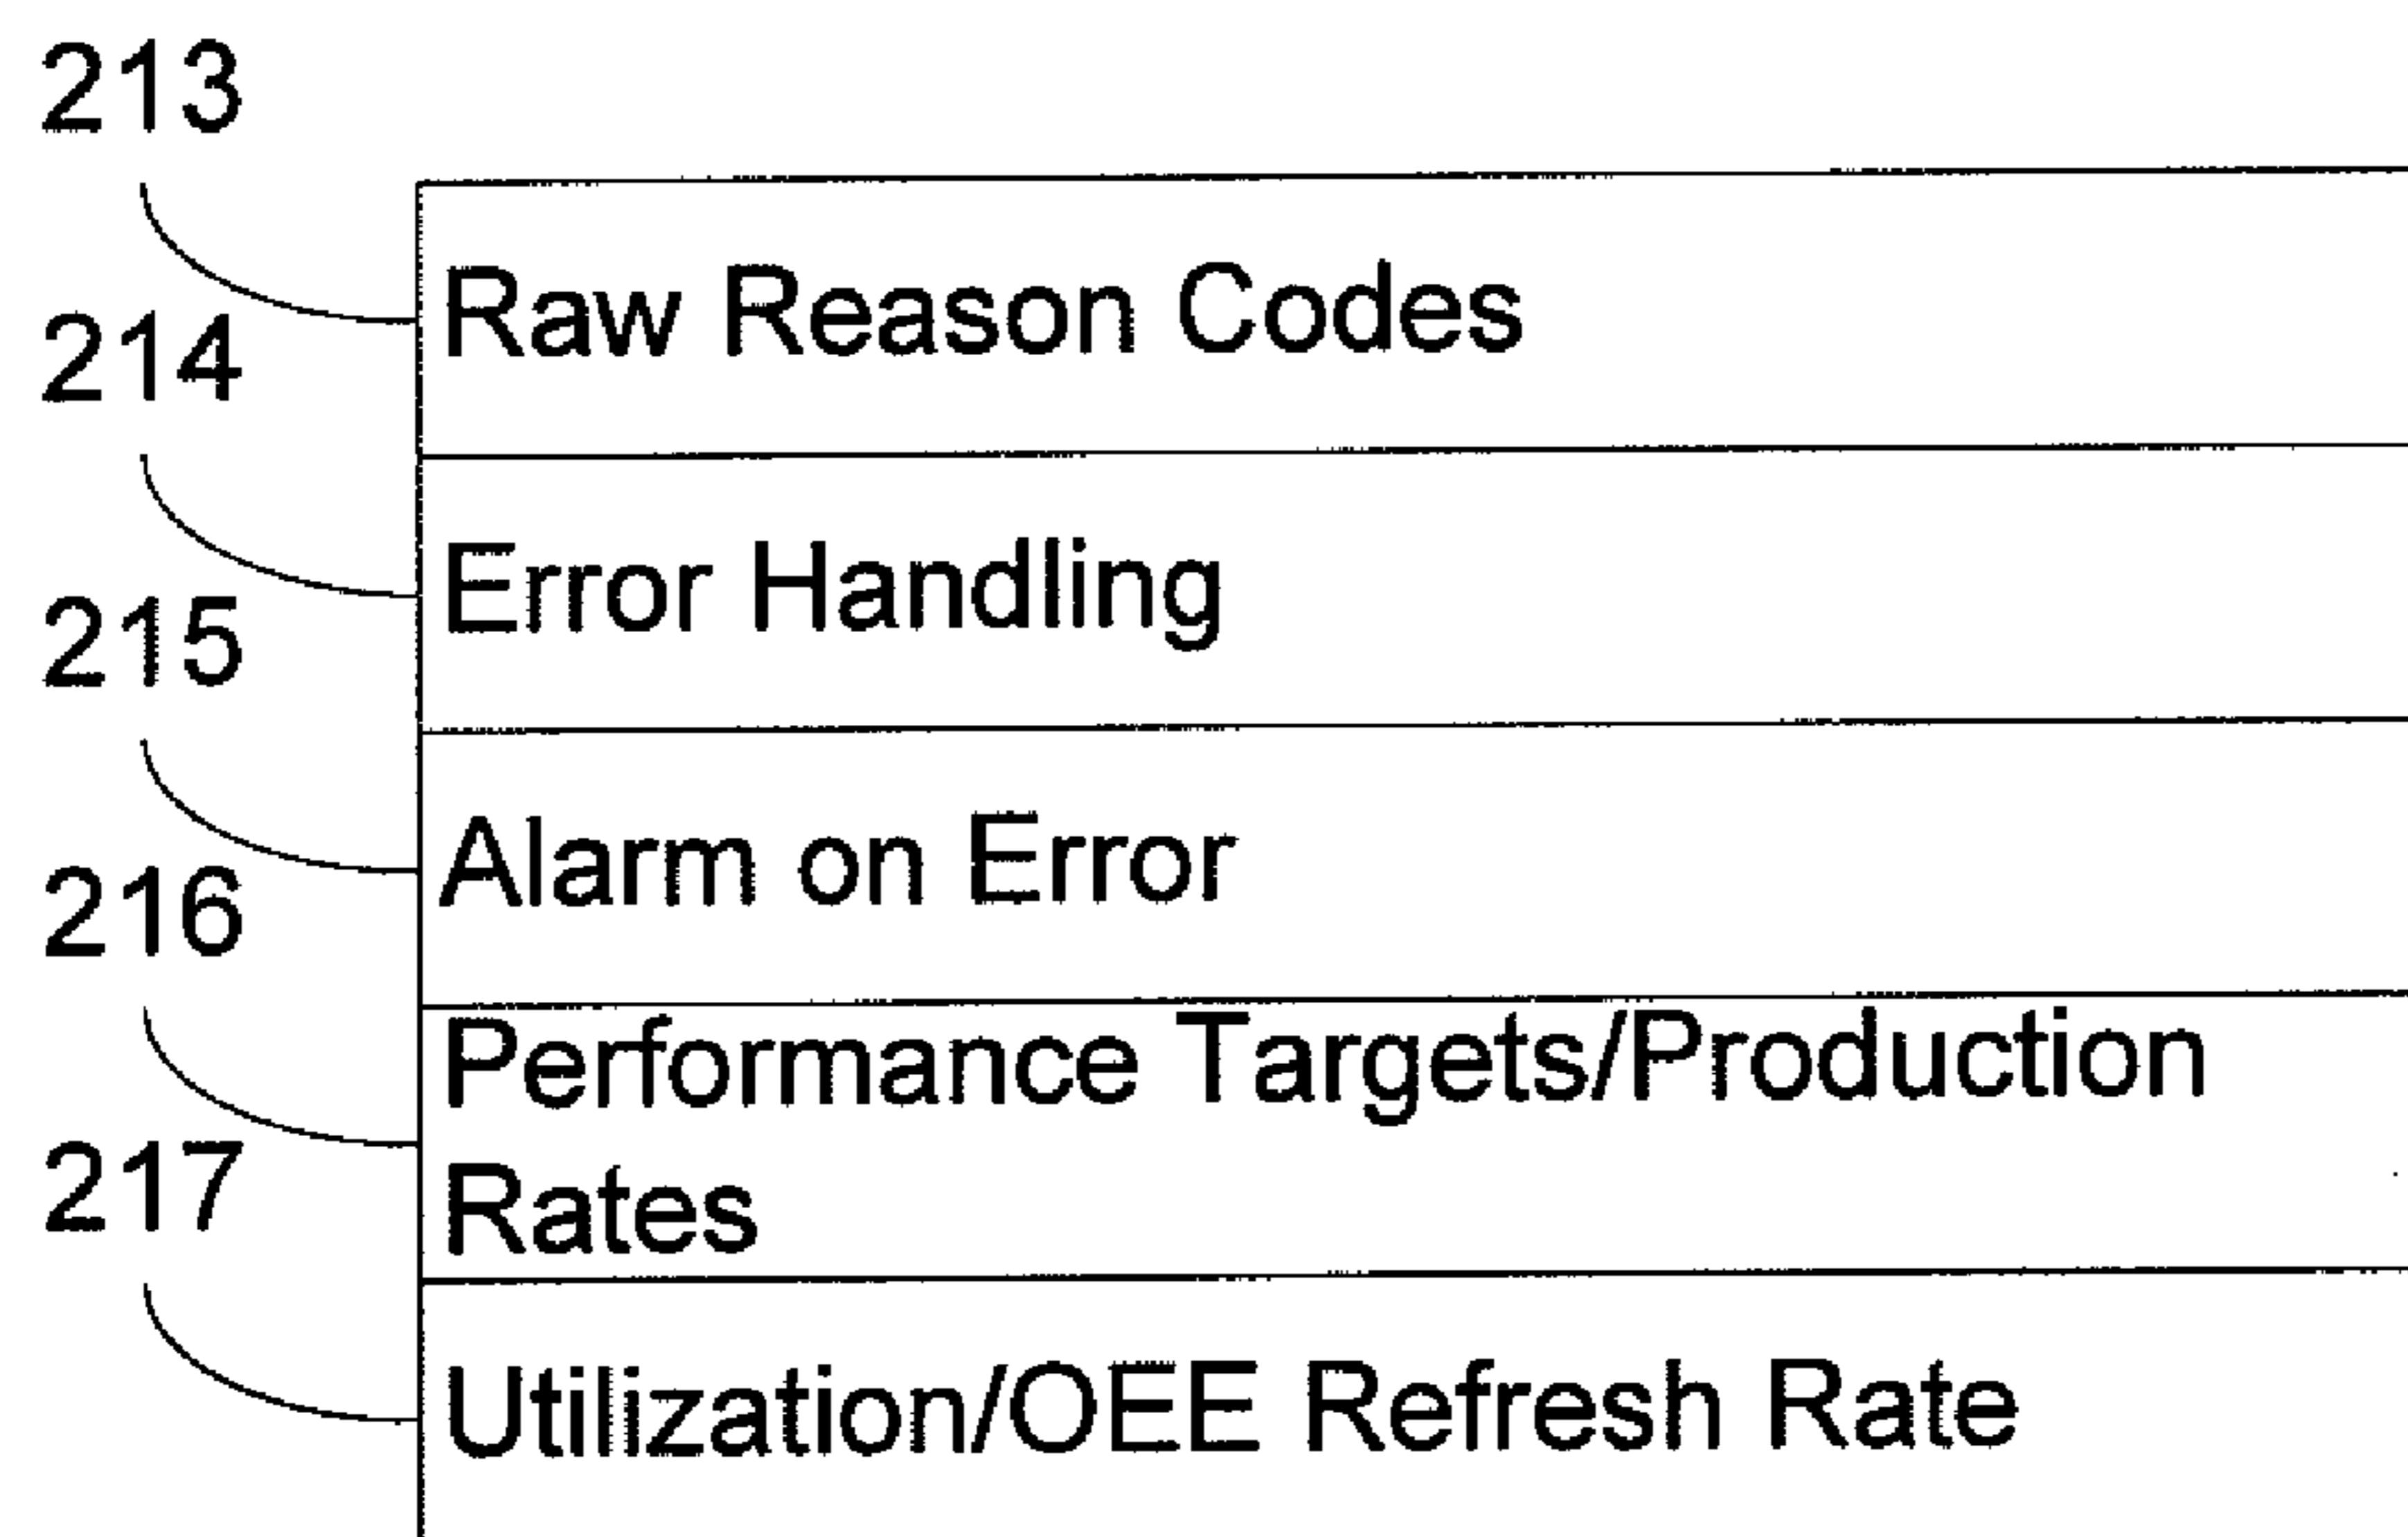 213
Raw Reason Codes
214
Error Handling
215
Alarm on Error
216
Performance Targets/Production
Rates
217
Utilization/OEE Refresh Rate